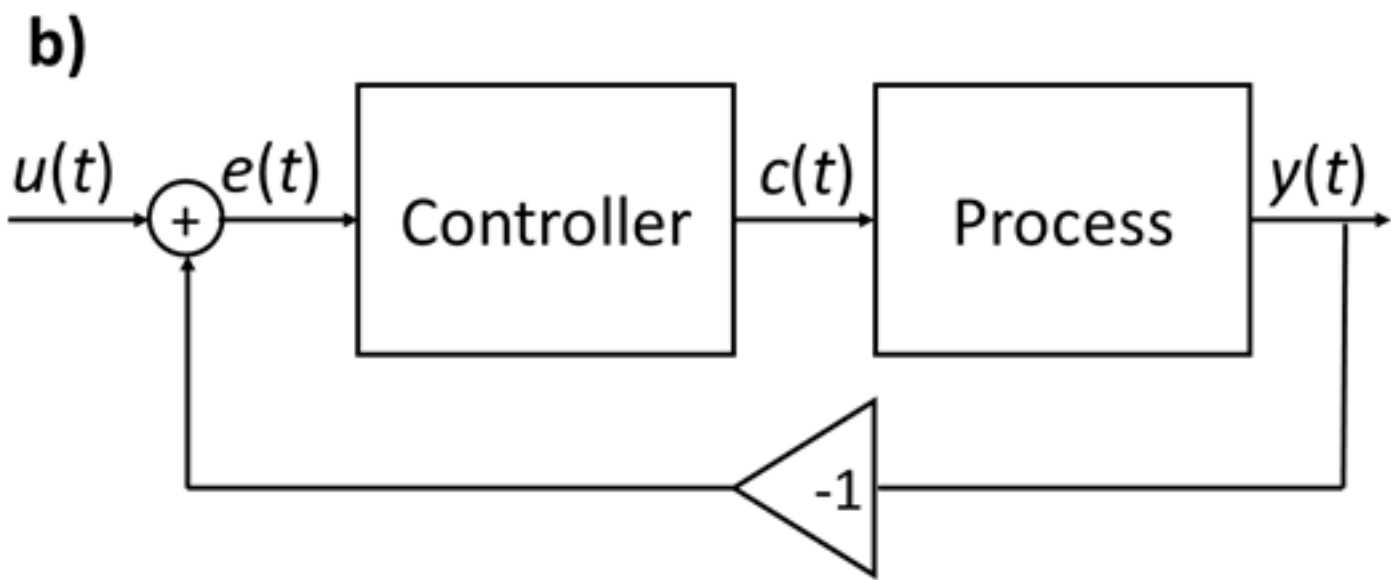 b)
u(t)
+
e(t)
Controller
c(t)
Process
y(t)
-1